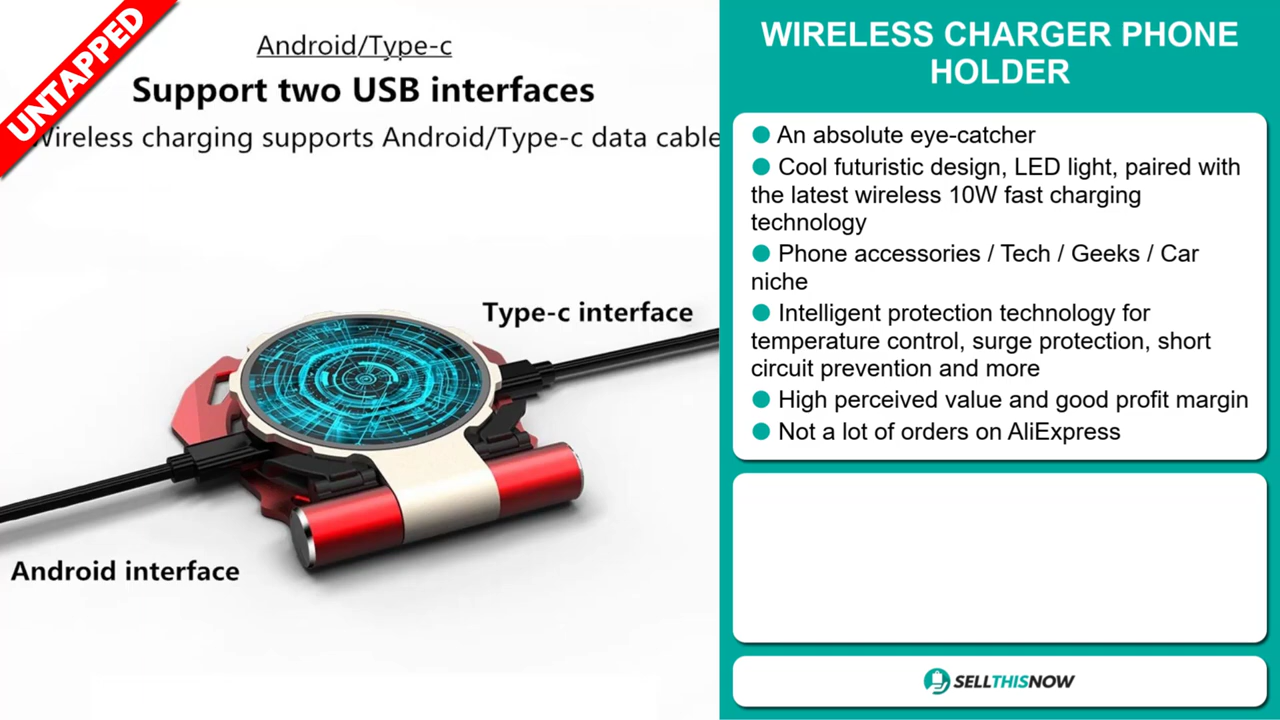 UNTAPPED
Android/Type-c
Support two USB interfaces
Wireless charging supports Android/Type-c data cable
Type-c interface
Android interface
WIRELESS CHARGER PHONE
HOLDER
● An absolute eye-catcher
● Cool futuristic design, LED light, paired with
the latest wireless 10W fast charging
technology
● Phone accessories / Tech / Geeks / Car
niche
● Intelligent protection technology for
temperature control, surge protection, short
circuit prevention and more
● High perceived value and good profit margin
● Not a lot of orders on AliExpress
SELLTHISNOW